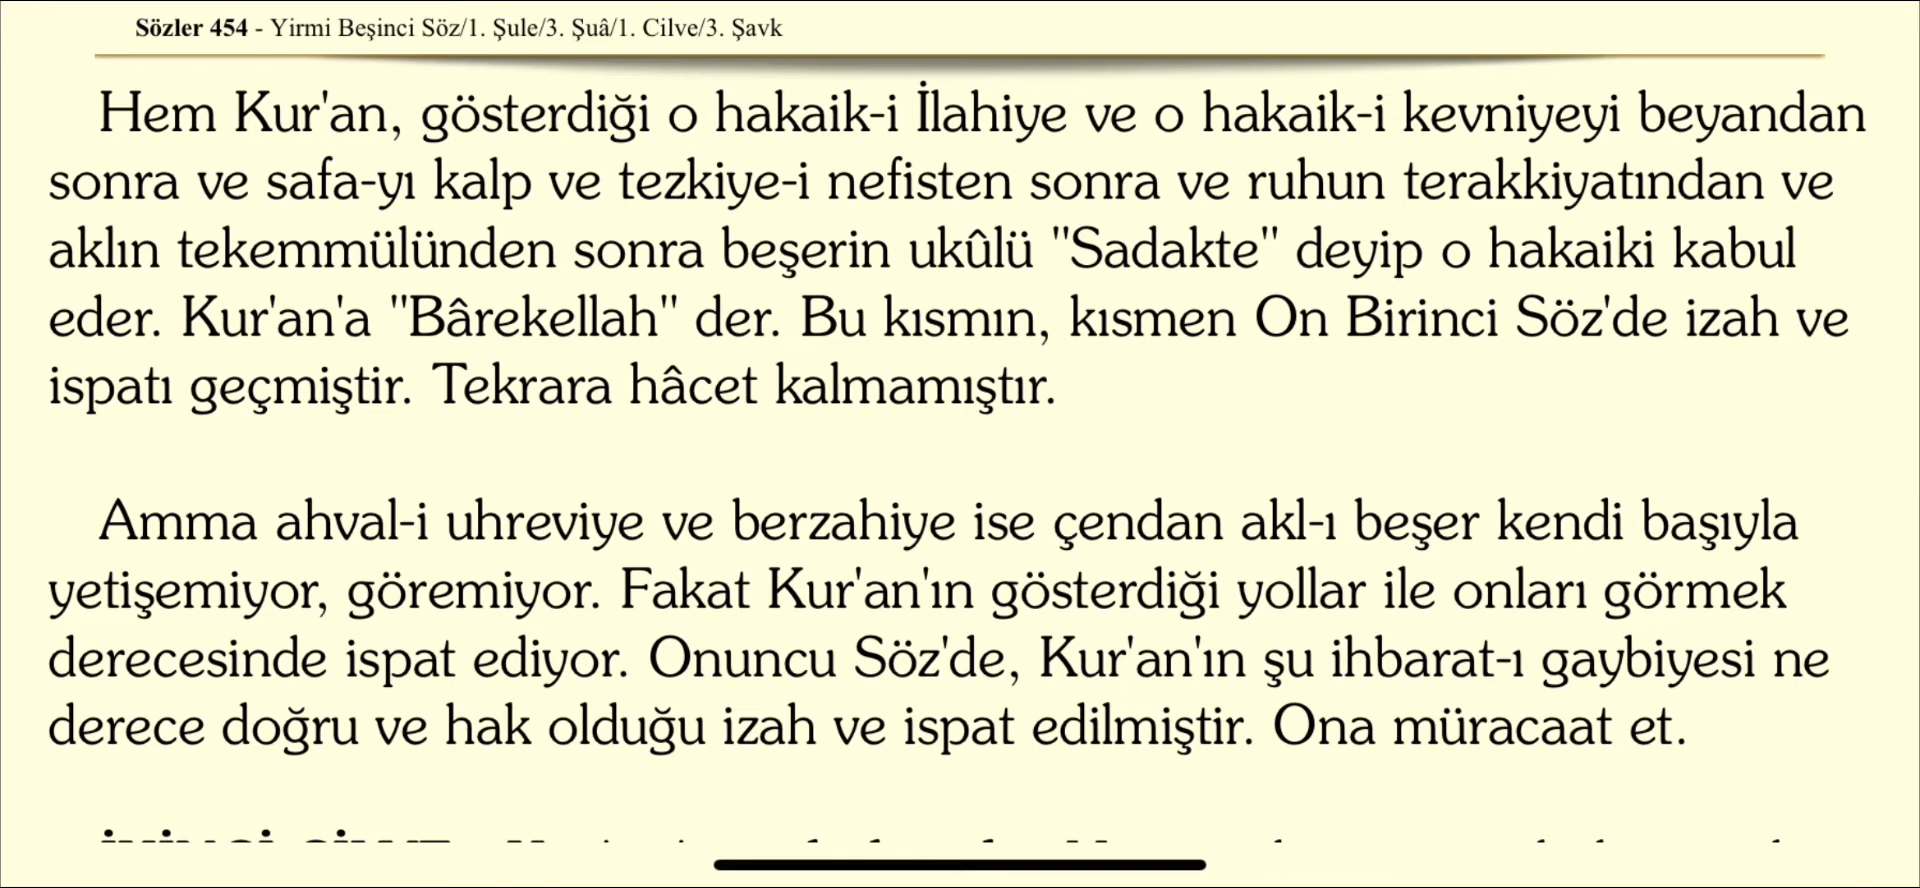 Sözler 454 - Yirmi Beşinci Söz/1. Şule/3. Şuâ/1. Cilve/3. Şavk
Hem Kur'an, gösterdiği o hakaik-i İlahiye ve o hakaik-i kevniyeyi beyandan
sonra ve safa-yı kalp ve tezkiye-i nefisten sonra ve ruhun terakkiyatından ve
aklın tekemmülünden sonra beşerin ukûlü "Sadakte" deyip o hakaiki kabul
eder. Kur'an'a "Bârekellah" der. Bu kısmın, kısmen On Birinci Söz'de izah ve
ispatı geçmiştir. Tekrara hâcet kalmamıştır.
Amma ahval-i uhreviye ve berzahiye ise çendan akl-ı beşer kendi başıyla
yetişemiyor, göremiyor. Fakat Kur'an'ın gösterdiği yollar ile onları görmek
derecesinde ispat ediyor. Onuncu Söz'de, Kur'an'ın şu ihbarat-ı gaybiyesi ne
derece doğru ve hak olduğu izah ve ispat edilmiştir. Ona müracaat et.